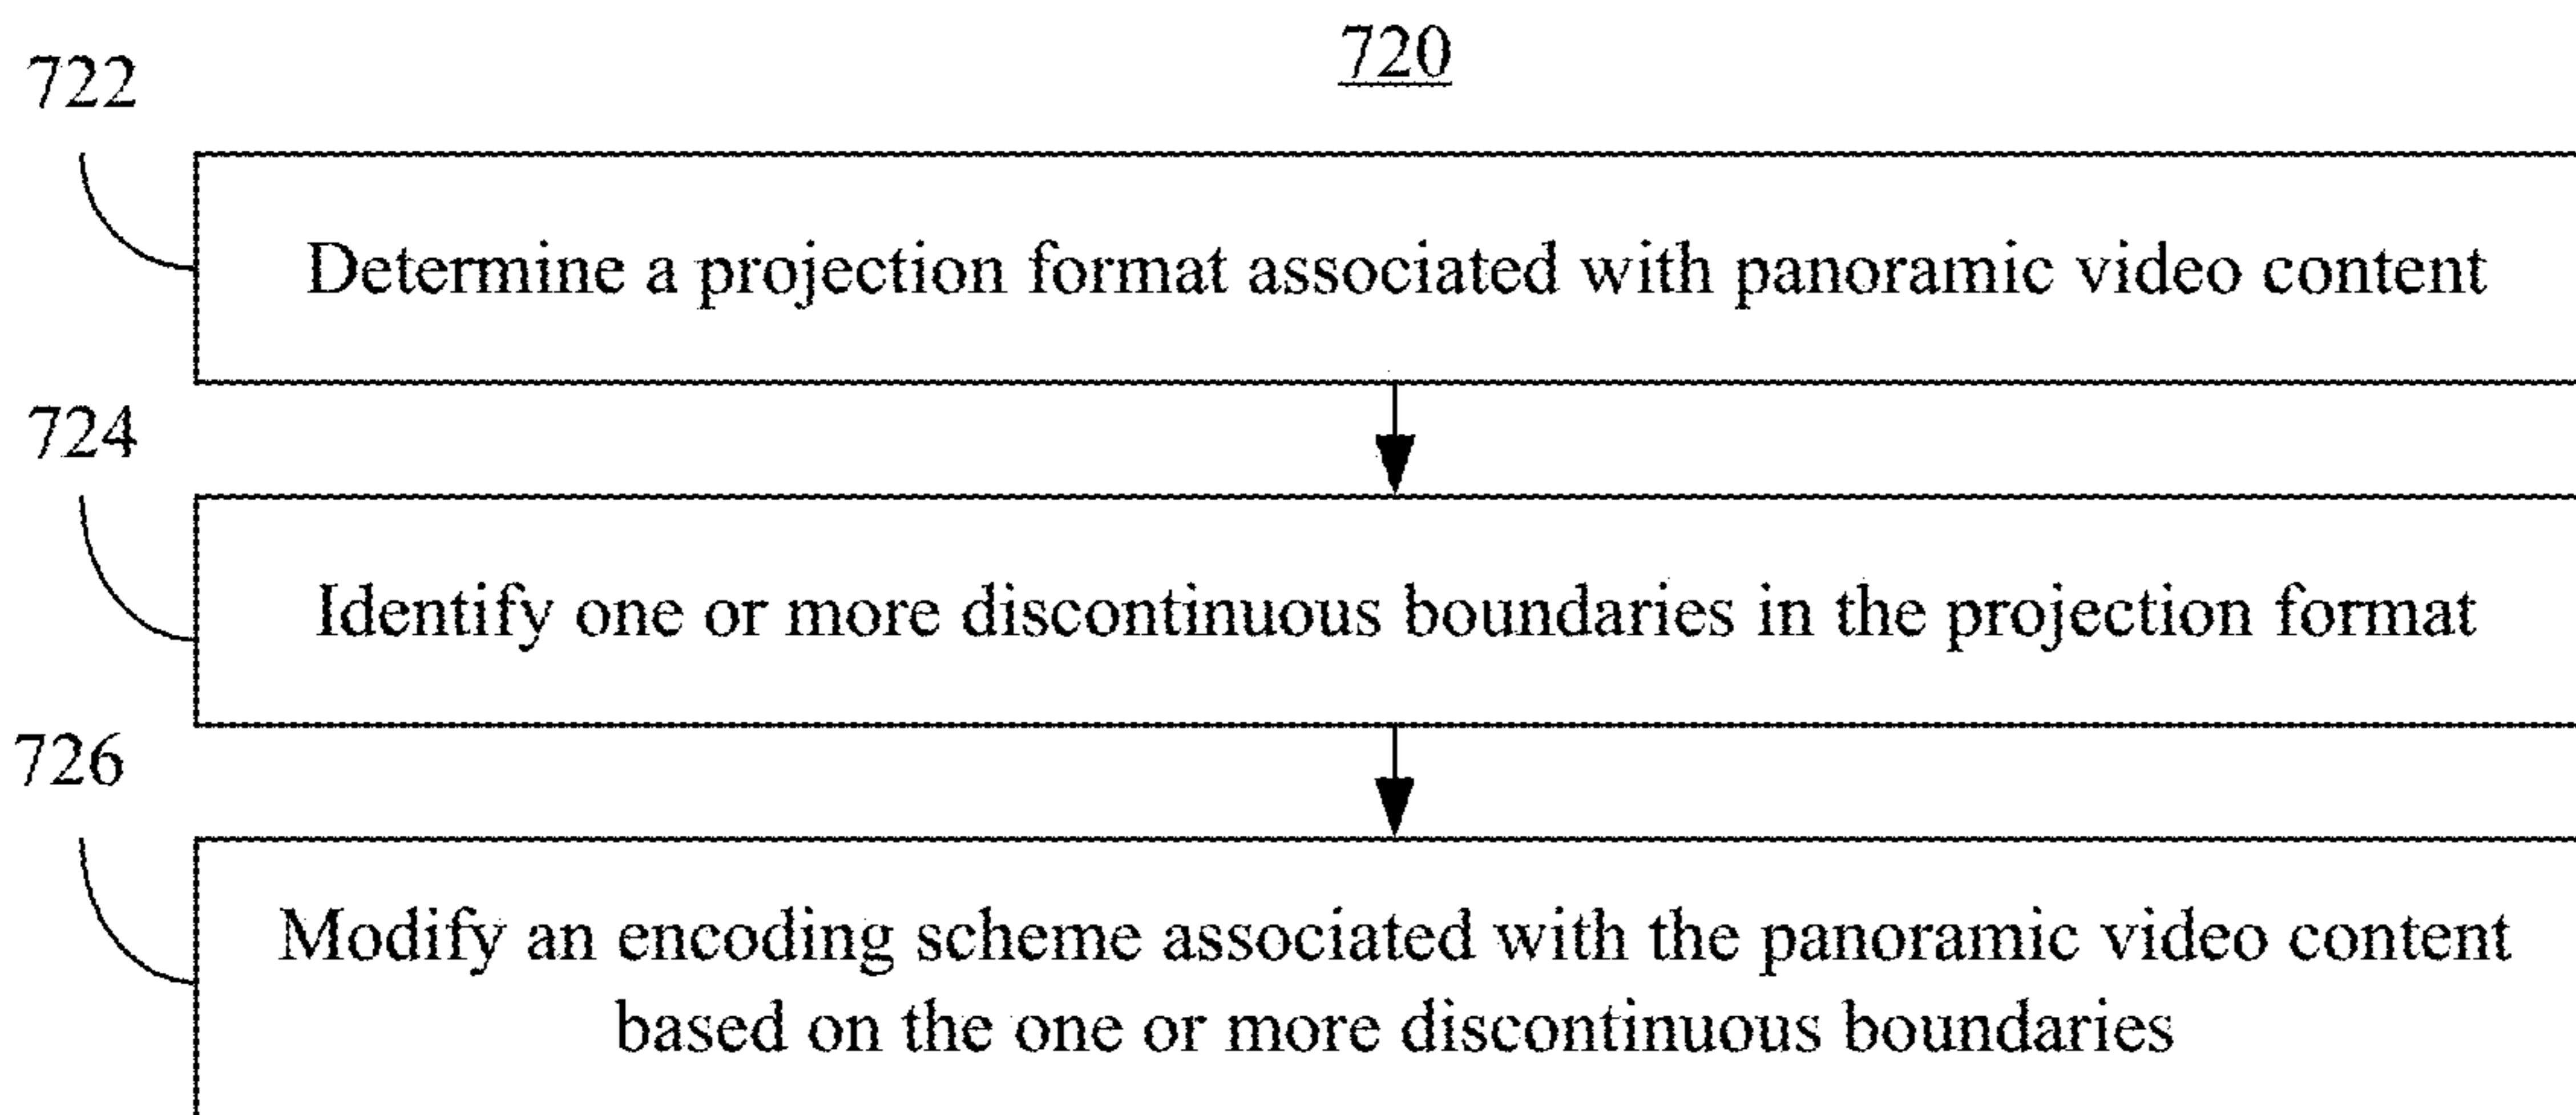 720
722
Determine a projection format associated with panoramic video content
724
Identify one or more discontinuous boundaries in the projection format
726
Modify an encoding scheme associated with the panoramic video content
based on the one or more discontinuous boundaries